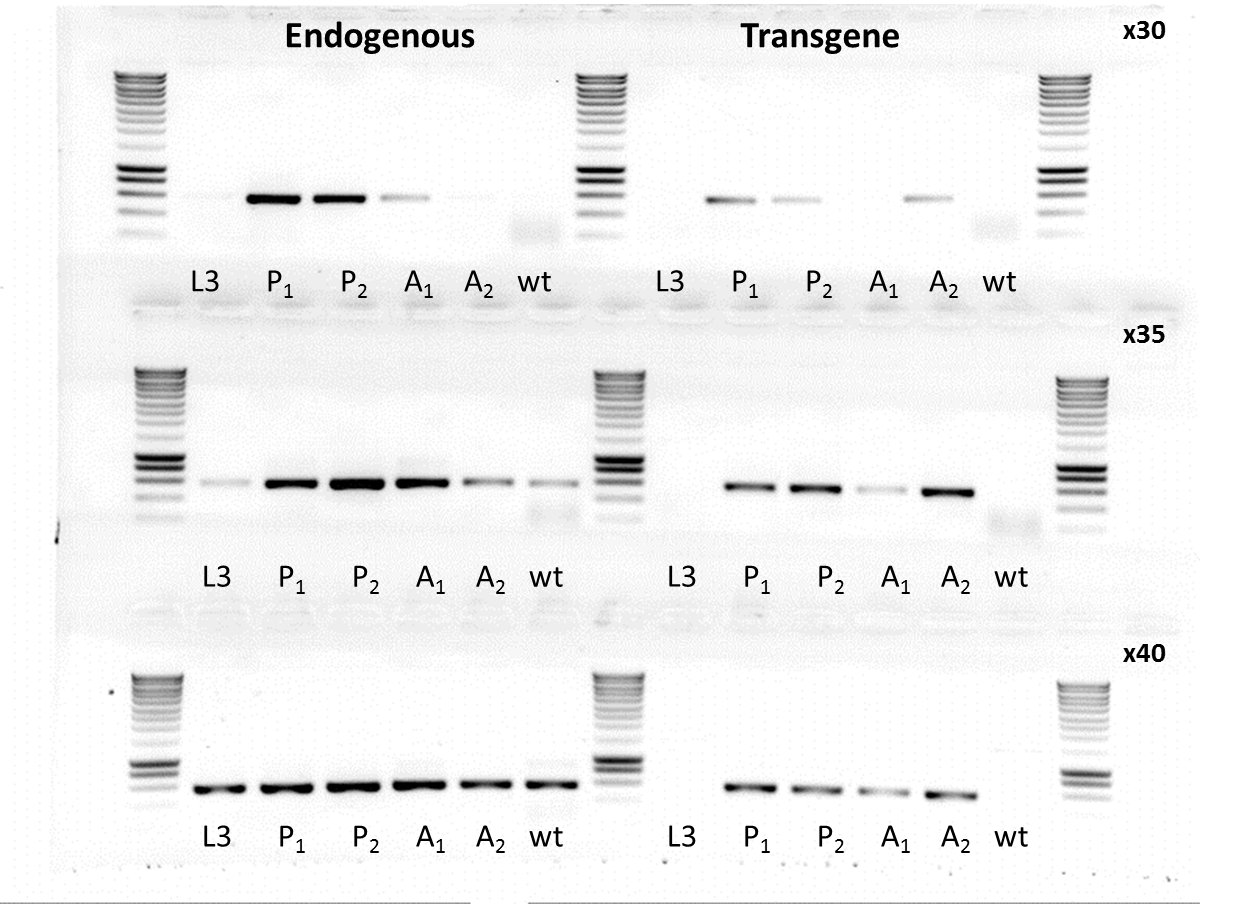 Endogenous Transgene x30
L3 P₁ P₂ A₁ A₂ wt L3 P₁ P₂ A₁ A₂ wt
x35
L3 P₁ P₂ A₁ A₂ wt L3 P₁ P₂ A₁ A₂ wt
x40
L3 P₁ P₂ A₁ A₂ wt L3 P₁ P₂ A₁ A₂ wt